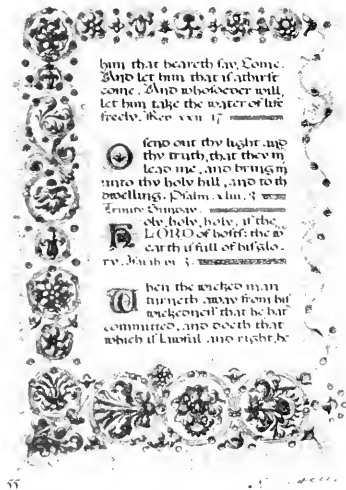 him that heareth say, Come.
And let him that is athirst
come. And whosoever will,
let him take the water of life
freely. Rev xxii 17
O send out thy light and
thy truth, that they m
lead me, and bring m
unto thy holy hill, and to th
dwelling. Psalm. xliii. 3
Trinity Sunday.
Holy, holy, holy, is the
LORD of hosts: the w
earth is full of his glo-
ry. Isaiah vi 3.
When the wicked man
turneth away from his
wickedness that he hat
committed, and doeth that
which is lawful and right, he
55